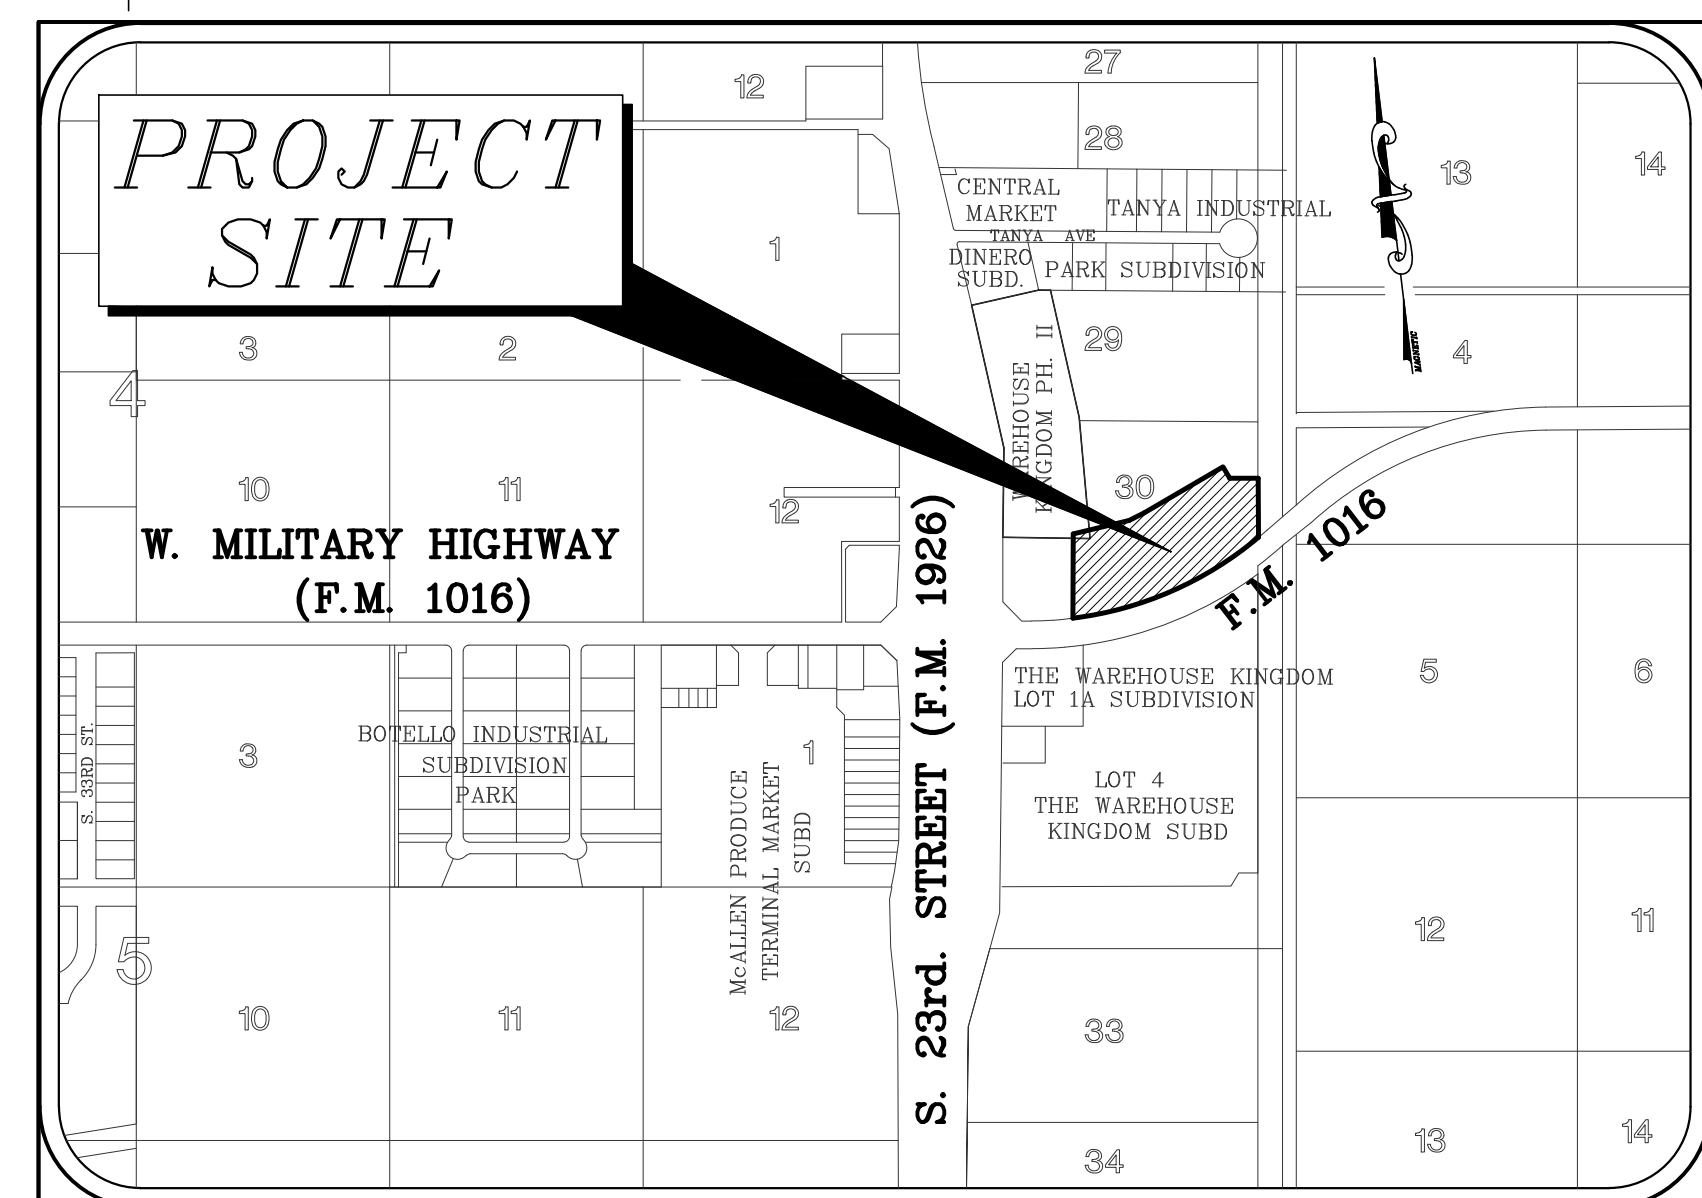 PROJECT
SITE
12
27
28
13
14
CENTRAL
MARKET
TANYA INDUSTRIAL
TANYA AVE
DINERO
SUBD.
PARK SUBDIVISION
1
3
2
29
4
MAGNETIC
4
WAREHOUSE
KINGDOM PH. II
10
11
12
30
W. MILITARY HIGHWAY
(F.M. 1016)
F.M. 1016
S. 23rd. STREET (F.M. 1926)
THE WAREHOUSE KINGDOM
LOT 1A SUBDIVISION
5
6
S. 33RD ST.
3
BOTELLO INDUSTRIAL
SUBDIVISION
PARK
1
McALLEN PRODUCE
TERMINAL MARKET
SUBD
LOT 4
THE WAREHOUSE
KINGDOM SUBD
12
11
5
10
11
12
33
13
14
34